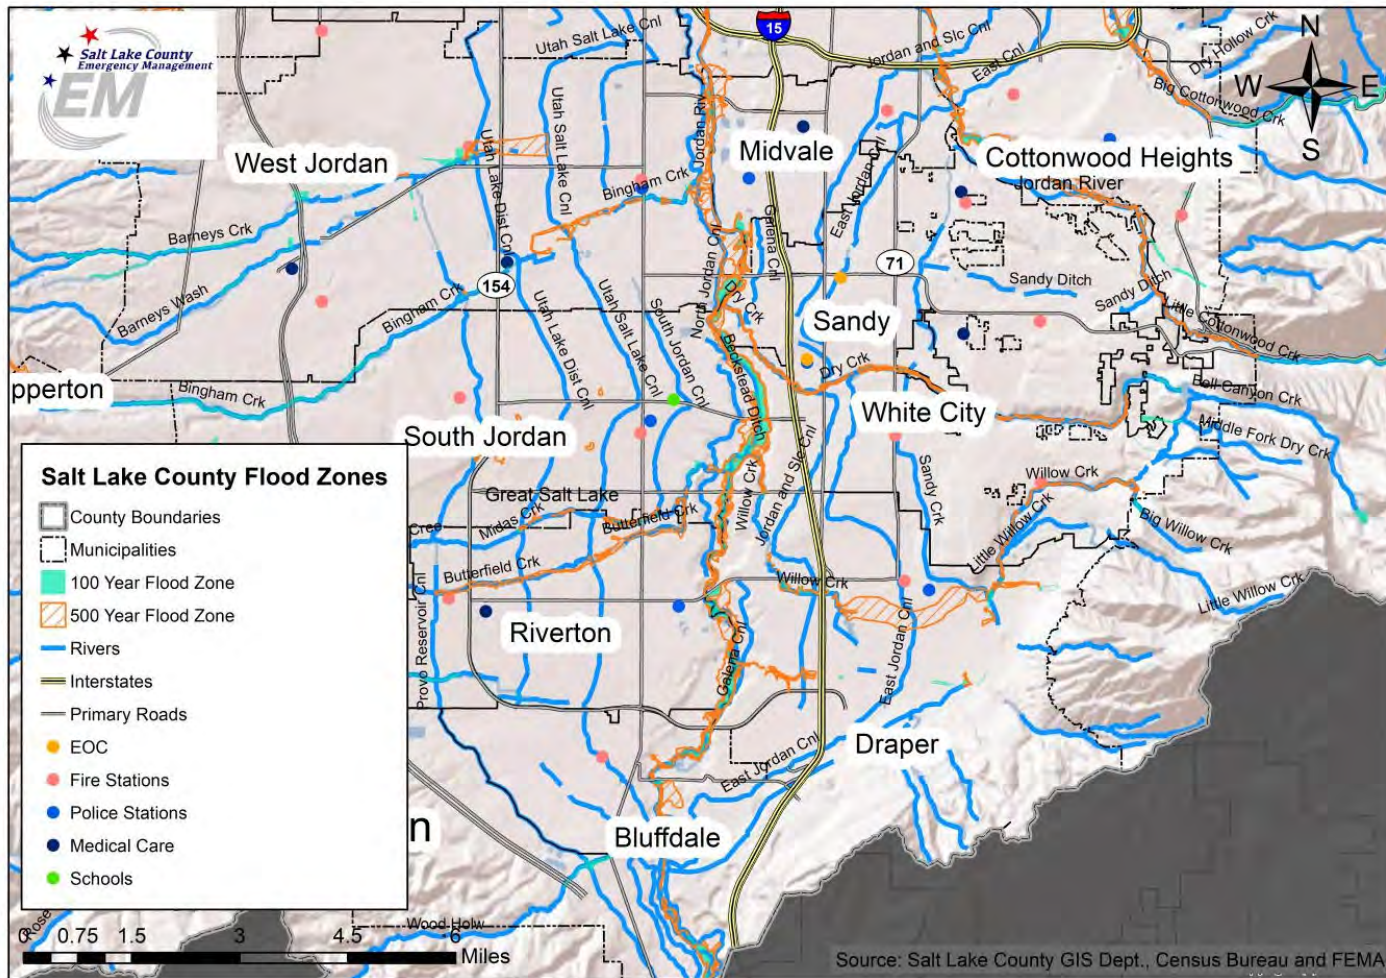 Salt Lake County
Emergency Management
EM
Utah Salt Lake Cnl
15
Jordan and Slc Cnl
East Cnl
Dry Hollow Crk
Big Cottonwood Crk
N
W
E
S
West Jordan
Utah Lake Dist Cnl
Utah Salt Lake Cnl
Jordan Riv
Bingham Crk
Midvale
East Jordan Cnl
Cottonwood Heights
Jordan River
Barneys Crk
Barneys Wash
154
Bingham Crk
North Jordan Cnl
Galena Cnl
71
Sandy Ditch
Sandy Ditch
Dry Crk
Sandy
Little Cottonwood Crk
pperton
Bingham Crk
Utah Lake Dist Cnl
Utah Salt Lake Cnl
South Jordan Cnl
Beckstead Ditch
Dry Crk
White City
Bell Canyon Crk
Middle Fork Dry Crk
South Jordan
Great Salt Lake
Midas Crk
Cree
Butterfield Crk
Butterfield Crk
Willow Crk
Jordan and Slc Cnl
Sandy Crk
Willow Crk
Little Willow Crk
Big Willow Crk
Little Willow Crk
Willow Crk
Provo Reservoir Cnl
Riverton
Galena Cnl
East Jordan Cnl
Draper
East Jordan Cnl
Bluffdale
n
Salt Lake County Flood Zones
County Boundaries
Municipalities
100 Year Flood Zone
500 Year Flood Zone
Rivers
Interstates
Primary Roads
EOC
Fire Stations
Police Stations
Medical Care
Schools
Rose
Wood Holw
0 0.75 1.5 3 4.5 6
Miles
Source: Salt Lake County GIS Dept., Census Bureau and FEMA